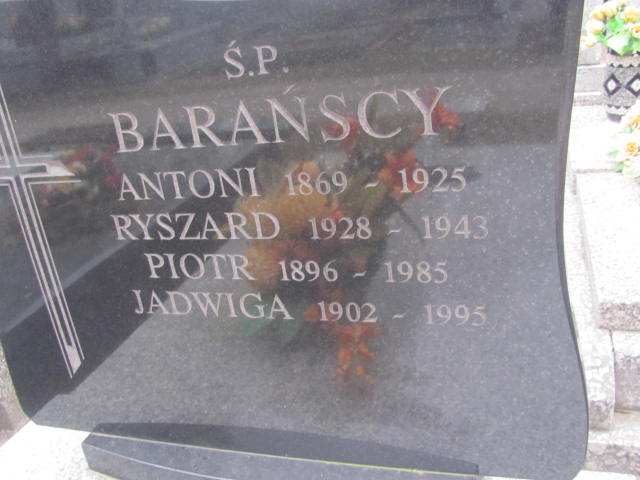 Ś.P.
BARAŃSCY
ANTONI 1869 - 1925
RYSZARD 1928 - 1943
PIOTR 1896 - 1985
JADWIGA 1902 - 1995